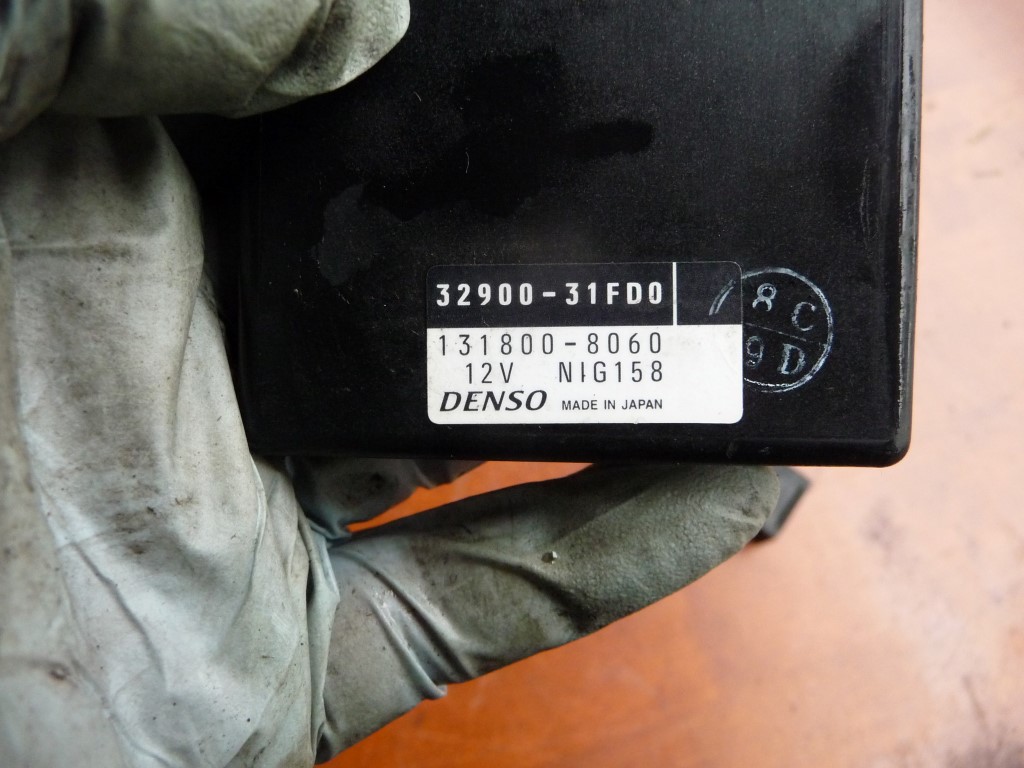 32900-31FD0
131800-8060
12V NIG158
DENSO MADE IN JAPAN
8C
9D